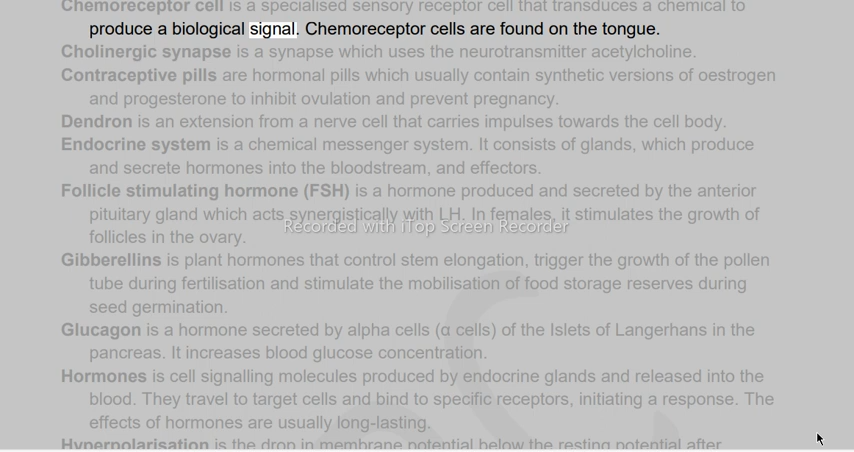 Chemoreceptor cell is a specialised sensory receptor cell that transduces a chemical to
produce a biological signal. Chemoreceptor cells are found on the tongue.
Cholinergic synapse is a synapse which uses the neurotransmitter acetylcholine.
Contraceptive pills are hormonal pills which usually contain synthetic versions of oestrogen
and progesterone to inhibit ovulation and prevent pregnancy.
Dendron is an extension from a nerve cell that carries impulses towards the cell body.
Endocrine system is a chemical messenger system. It consists of glands, which produce
and secrete hormones into the bloodstream, and effectors.
Follicle stimulating hormone (FSH) is a hormone produced and secreted by the anterior
pituitary gland which acts synergistically with LH. In females, it stimulates the growth of
Recorded with iTop Screen Recorder
follicles in the ovary.
Gibberellins is plant hormones that control stem elongation, trigger the growth of the pollen
tube during fertilisation and stimulate the mobilisation of food storage reserves during
seed germination.
Glucagon is a hormone secreted by alpha cells (α cells) of the Islets of Langerhans in the
pancreas. It increases blood glucose concentration.
Hormones is cell signalling molecules produced by endocrine glands and released into the
blood. They travel to target cells and bind to specific receptors, initiating a response. The
effects of hormones are usually long-lasting.
Hyperpolarisation is the drop in membrane potential below the resting potential after